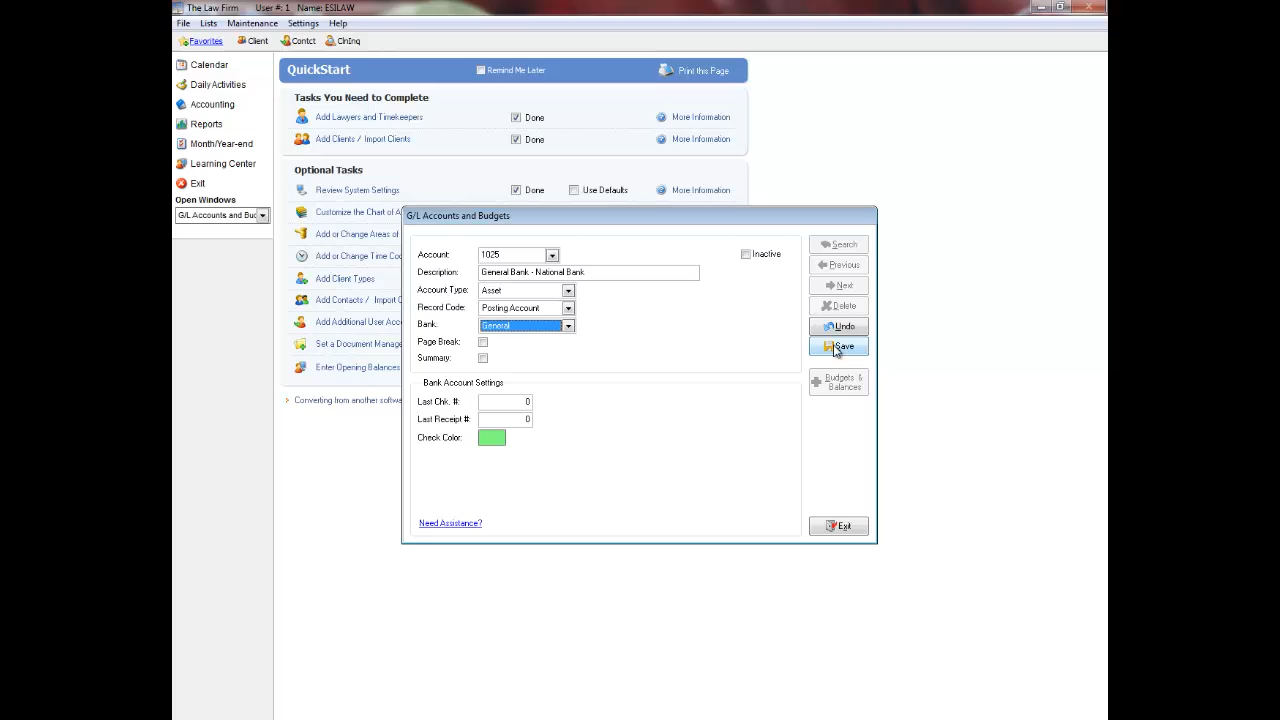 The Law Firm User #: 1 Name: ESILAW
File Lists Maintenance Settings Help
Favorites Client Contct ClnInq
Calendar
Daily Activities
Accounting
Reports
Month/Year-end
Learning Center
Exit
Open Windows
G/L Accounts and Bud
QuickStart Remind Me Later Print this Page
Tasks You Need to Complete
Add Lawyers and Timekeepers Done More Information
Add Clients / Import Clients Done More Information
Optional Tasks
Review System Settings Done Use Defaults More Information
Customize the Chart of A
Add or Change Areas of
Add or Change Time Co
Add Client Types
Add Contacts / Import C
Add Additional User Acco
Set a Document Manage
Enter Opening Balances
Converting from another softwa
G/L Accounts and Budgets
Account: 1025 Inactive
Description: General Bank - National Bank
Account Type: Asset
Record Code: Posting Account
Bank: General
Page Break:
Summary:
Bank Account Settings
Last Chk. #: 0
Last Receipt #: 0
Check Color:
Need Assistance?
Search
Previous
Next
Delete
Undo
Save
Budgets &
Balances
Exit